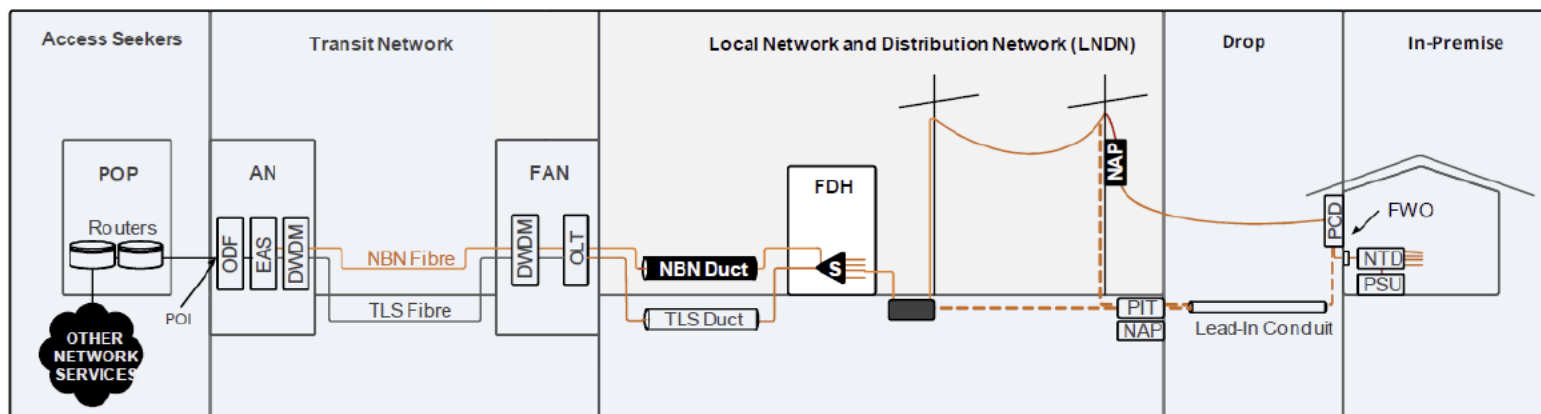 Access Seekers
Transit Network
Local Network and Distribution Network (LNDN)
Drop
In-Premise
POP
Routers
POI
OTHER
NETWORK
SERVICES
AN
ODF
EAS
DWDM
NBN Fibre
TLS Fibre
FAN
DWDM
OLT
NBN Duct
TLS Duct
FDH
S
NAP
PIT
NAP
Lead-In Conduit
PCD
FWO
NTD
PSU